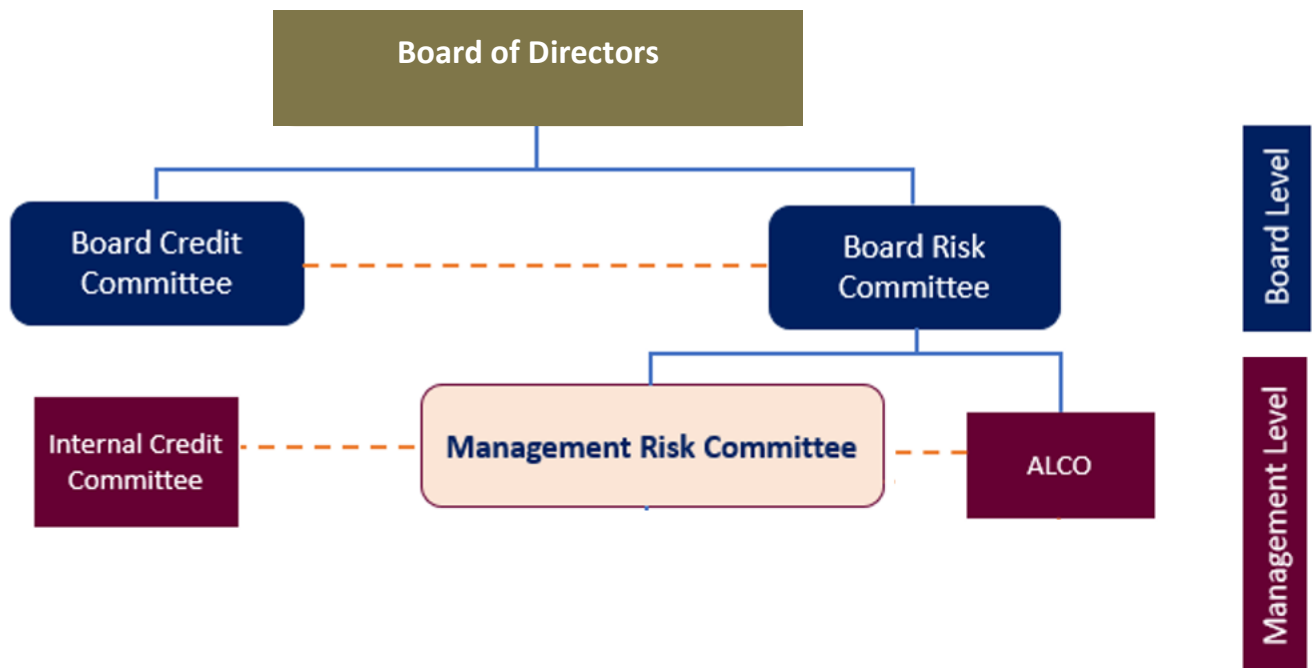 Board of Directors
Board Credit
Committee
Board Risk
Committee
Board Level
Internal Credit
Committee
Management Risk Committee
ALCO
Management Level